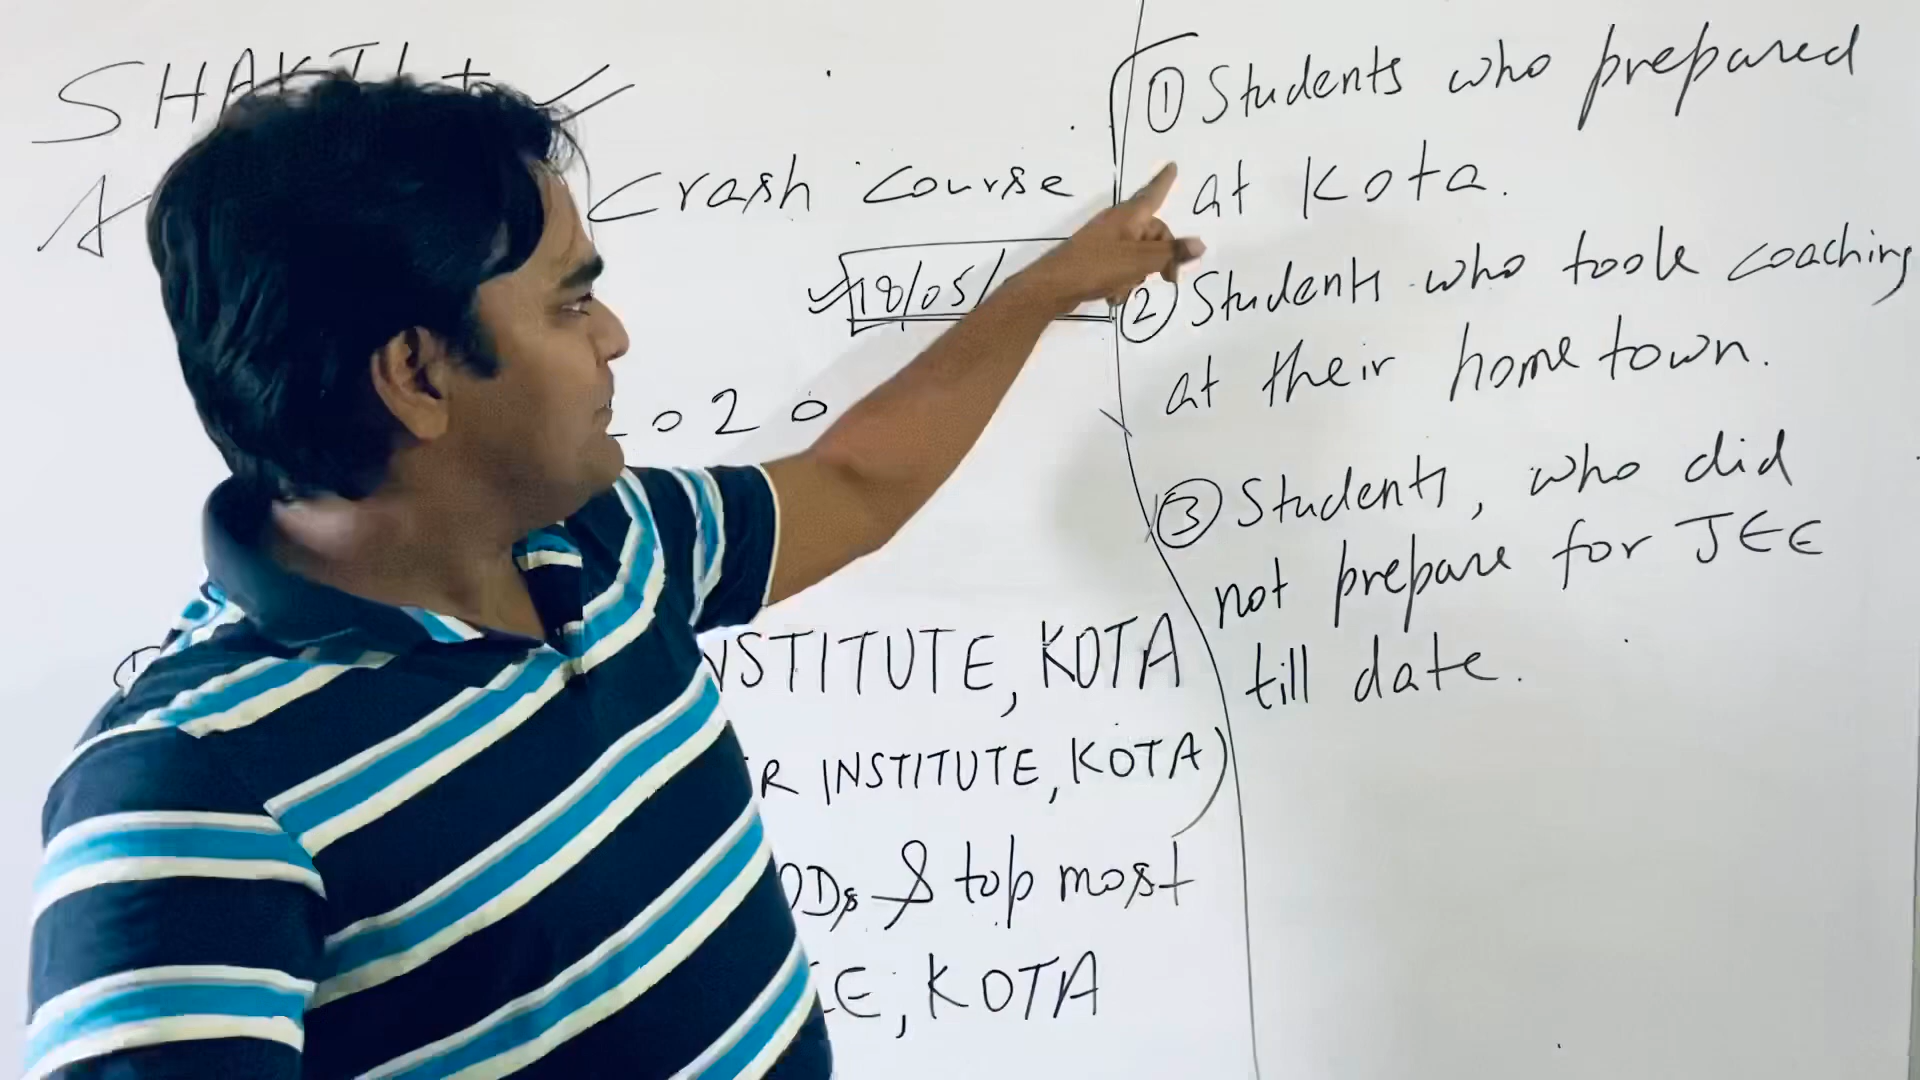 SHAKTI +
Crash course
18/05/
2020
INSTITUTE, KOTA
R INSTITUTE, KOTA)
ODs & top most
EE, KOTA
① Students who prepared
at Kota.
② Students who took coaching
at their home town.
③ Students, who did
not prepare for JEE
till date.